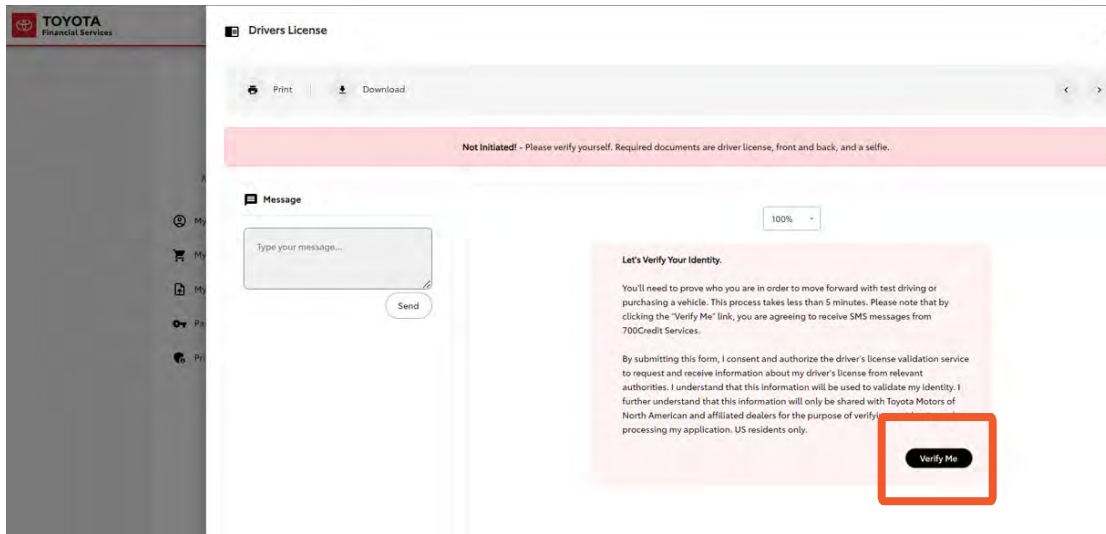 TOYOTA
Financial Services
Drivers License
Print
Download
Not Initiated! - Please verify yourself. Required documents are driver license, front and back, and a selfie.
My
My
My
Pa
Pri
Message
Type your message...
Send
100%
Let's Verify Your Identity.
You'll need to prove who you are in order to move forward with test driving or
purchasing a vehicle. This process takes less than 5 minutes. Please note that by
clicking the "Verify Me" link, you are agreeing to receive SMS messages from
700Credit Services.
By submitting this form, I consent and authorize the driver's license validation service
to request and receive information about my driver's license from relevant
authorities. I understand that this information will be used to validate my identity. I
further understand that this information will only be shared with Toyota Motors of
North American and affiliated dealers for the purpose of
processing my application. US residents only.
Verify Me